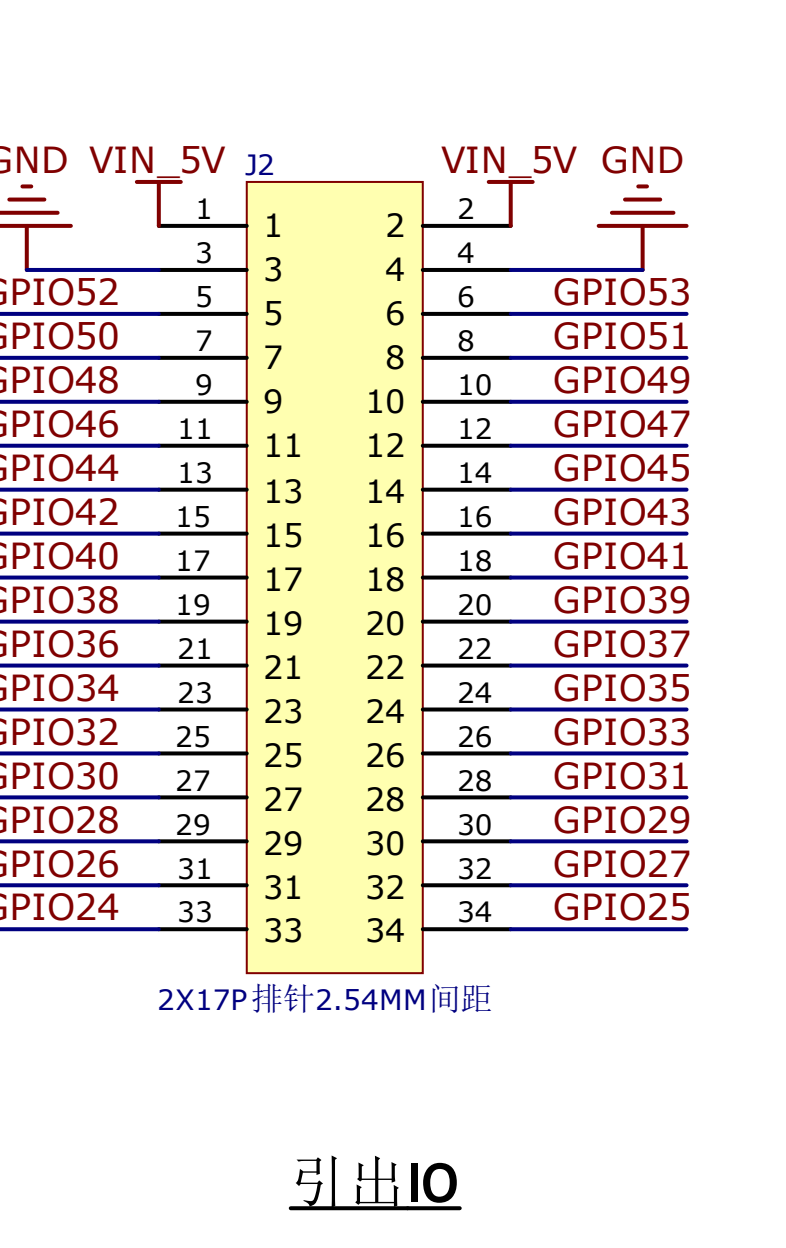 GND VIN_5V J2 VIN_5V GND
1 1 2 2
3 3 4 4
GPIO52 5 5 6 6 GPIO53
GPIO50 7 7 8 8 GPIO51
GPIO48 9 9 10 10 GPIO49
GPIO46 11 11 12 12 GPIO47
GPIO44 13 13 14 14 GPIO45
GPIO42 15 15 16 16 GPIO43
GPIO40 17 17 18 18 GPIO41
GPIO38 19 19 20 20 GPIO39
GPIO36 21 21 22 22 GPIO37
GPIO34 23 23 24 24 GPIO35
GPIO32 25 25 26 26 GPIO33
GPIO30 27 27 28 28 GPIO31
GPIO28 29 29 30 30 GPIO29
GPIO26 31 31 32 32 GPIO27
GPIO24 33 33 34 34 GPIO25
2X17P排针2.54MM间距
引出IO